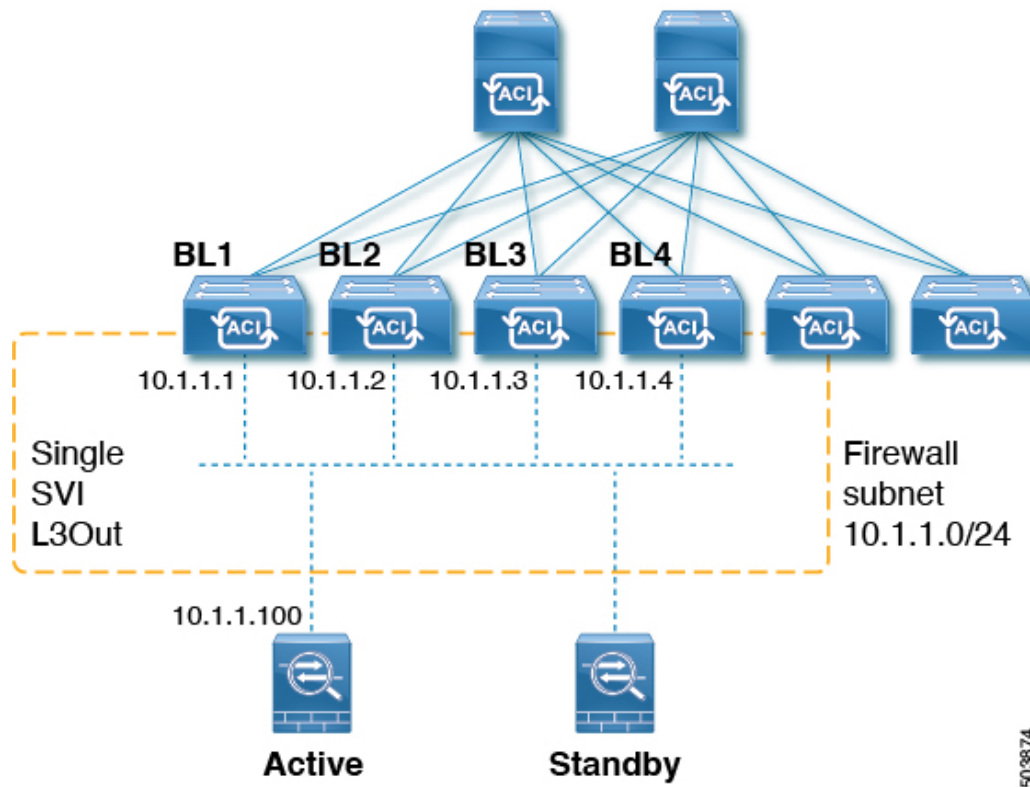 ACI ACI
BL1 BL2 BL3 BL4
ACI ACI ACI ACI ACI ACI
10.1.1.1 10.1.1.2 10.1.1.3 10.1.1.4
Single
SVI
L3Out
Firewall
subnet
10.1.1.0/24
10.1.1.100
Active Standby
503874